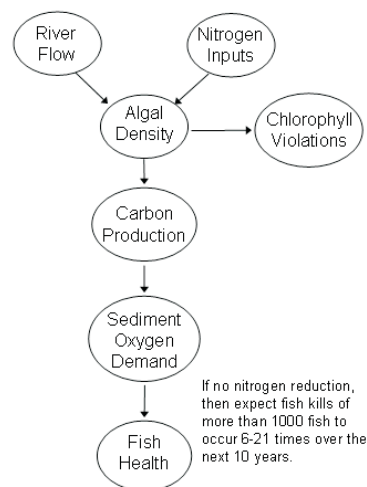 River
Flow
Nitrogen
Inputs
Algal
Density
Chlorophyll
Violations
Carbon
Production
Sediment
Oxygen
Demand
If no nitrogen reduction,
then expect fish kills of
more than 1000 fish to
occur 6-21 times over the
next 10 years.
Fish
Health